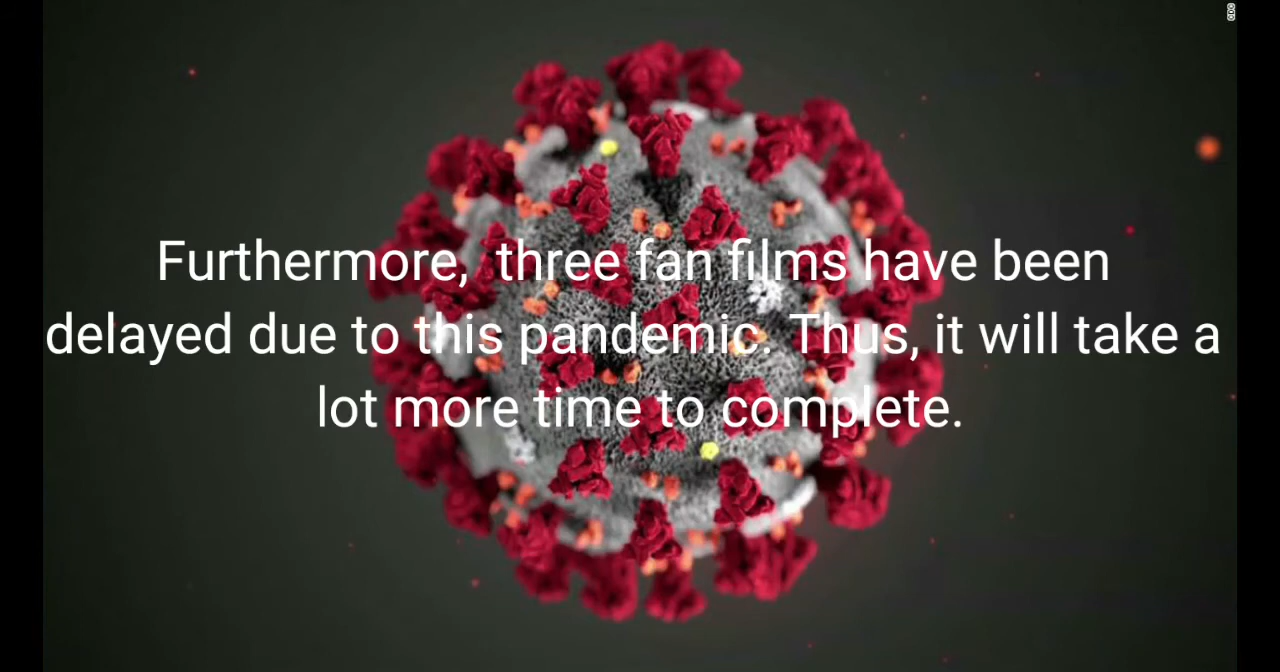 CDC
Furthermore,  three fan films have been
delayed due to this pandemic. Thus, it will take a
lot more time to complete.